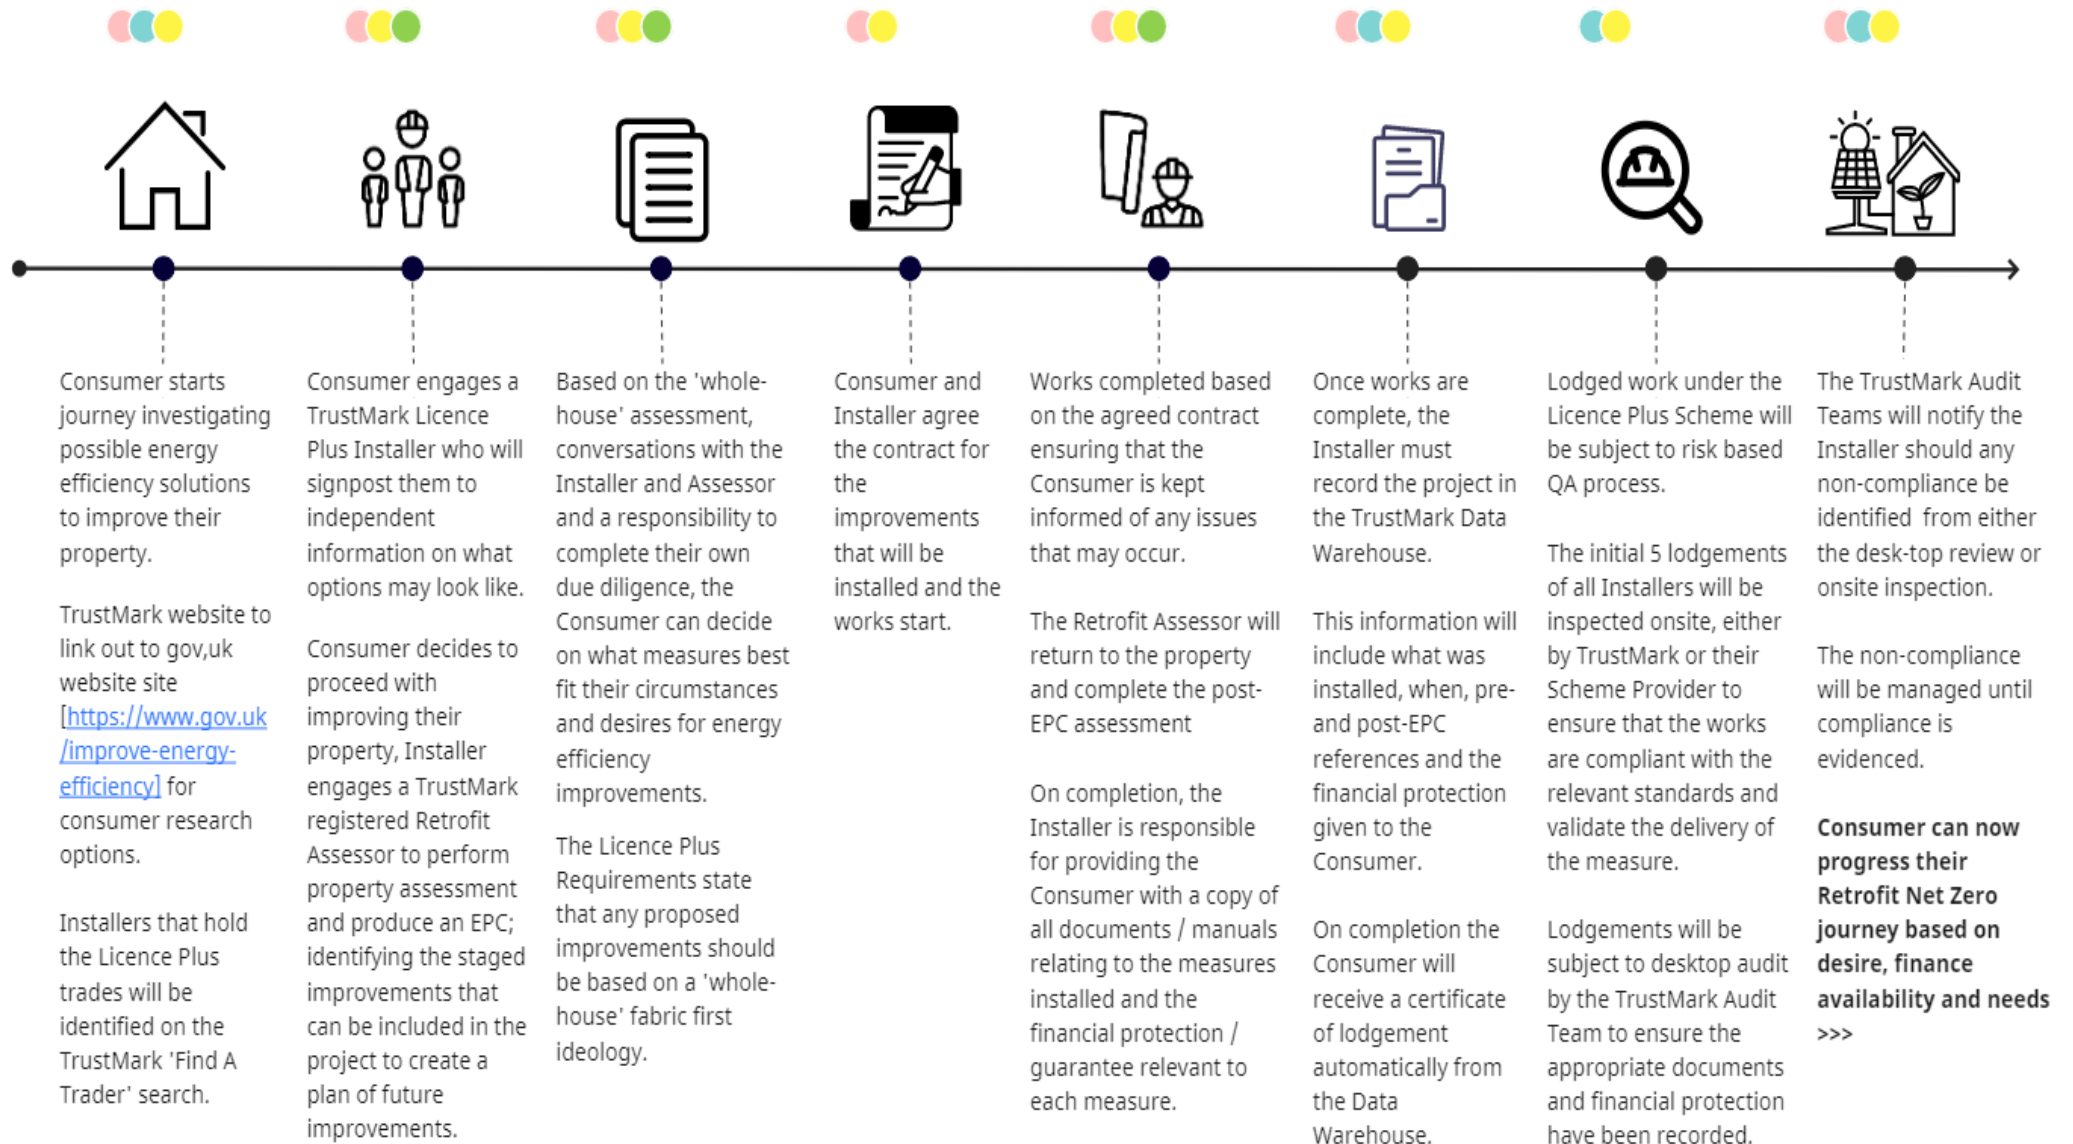 Consumer starts
journey investigating
possible energy
efficiency solutions
to improve their
property.
TrustMark website to
link out to gov,uk
website site
[https://www.gov.uk
/improve-energy-
efficiency] for
consumer research
options.
Installers that hold
the Licence Plus
trades will be
identified on the
TrustMark 'Find A
Trader' search.
Consumer engages a
TrustMark Licence
Plus Installer who will
signpost them to
independent
information on what
options may look like.
Consumer decides to
proceed with
improving their
property, Installer
engages a TrustMark
registered Retrofit
Assessor to perform
property assessment
and produce an EPC;
identifying the staged
improvements that
can be included in the
project to create a
plan of future
improvements.
Based on the 'whole-
house' assessment,
conversations with the
Installer and Assessor
and a responsibility to
complete their own
due diligence, the
Consumer can decide
on what measures best
fit their circumstances
and desires for energy
efficiency
improvements.
The Licence Plus
Requirements state
that any proposed
improvements should
be based on a 'whole-
house' fabric first
ideology.
Consumer and
Installer agree
the contract for
the
improvements
that will be
installed and the
works start.
Works completed based
on the agreed contract
ensuring that the
Consumer is kept
informed of any issues
that may occur.
The Retrofit Assessor will
return to the property
and complete the post-
EPC assessment
On completion, the
Installer is responsible
for providing the
Consumer with a copy of
all documents / manuals
relating to the measures
installed and the
financial protection /
guarantee relevant to
each measure.
Once works are
complete, the
Installer must
record the project in
the TrustMark Data
Warehouse.
This information will
include what was
installed, when, pre-
and post-EPC
references and the
financial protection
given to the
Consumer.
On completion the
Consumer will
receive a certificate
of lodgement
automatically from
the Data
Warehouse.
Lodged work under the
Licence Plus Scheme will
be subject to risk based
QA process.
The initial 5 lodgements
of all Installers will be
inspected onsite, either
by TrustMark or their
Scheme Provider to
ensure that the works
are compliant with the
relevant standards and
validate the delivery of
the measure.
Lodgements will be
subject to desktop audit
by the TrustMark Audit
Team to ensure the
appropriate documents
and financial protection
have been recorded.
The TrustMark Audit
Teams will notify the
Installer should any
non-compliance be
identified from either
the desk-top review or
onsite inspection.
The non-compliance
will be managed until
compliance is
evidenced.
Consumer can now
progress their
Retrofit Net Zero
journey based on
desire, finance
availability and needs
>>>